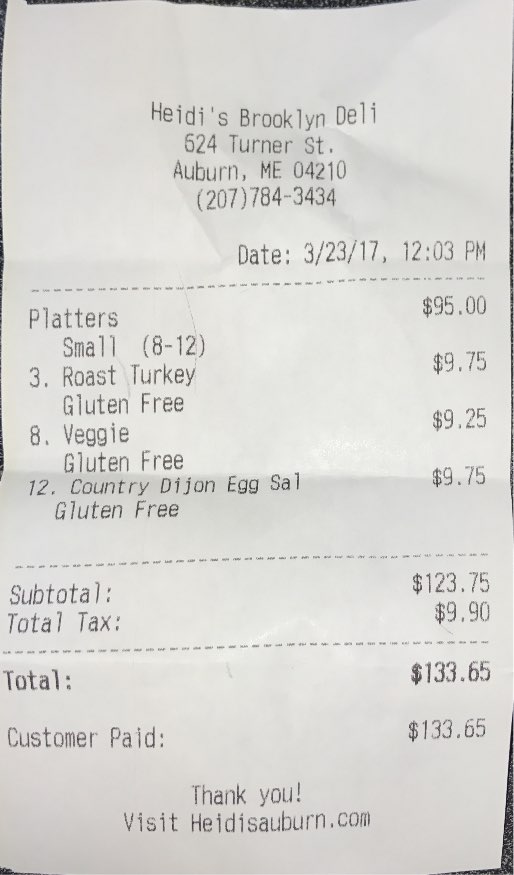 Heidi's Brooklyn Deli
624 Turner St.
Auburn, ME 04210
(207)784-3434
Date: 3/23/17, 12:03 PM
Platters $95.00
Small (8-12)
3. Roast Turkey $9.75
Gluten Free
8. Veggie $9.25
Gluten Free
12. Country Dijon Egg Sal $9.75
Gluten Free
Subtotal: $123.75
Total Tax: $9.90
Total: $133.65
Customer Paid: $133.65
Thank you!
Visit Heidisauburn.com